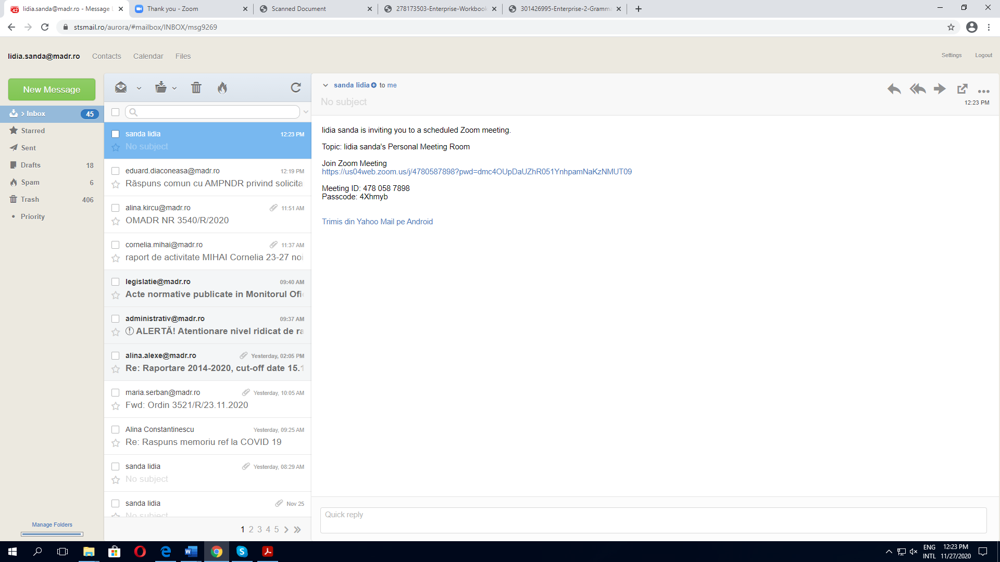 lidia.sanda@madr.ro - Message L
Thank you - Zoom
Scanned Document
278173503-Enterprise-Workbook
301426995-Enterprise-2-Gramma
stsmail.ro/aurora/#mailbox/INBOX/msg9269
lidia.sanda@madr.ro Contacts Calendar Files
Settings Logout
New Message
> Inbox 45
Starred
Sent
Drafts 18
Spam 6
Trash 406
Priority
Manage Folders
sanda lidia 12:23 PM
No subject
eduard.diaconeasa@madr.ro 12:19 PM
Răspuns comun cu AMPNDR privind solicita
alina.kircu@madr.ro 11:51 AM
OMADR NR 3540/R/2020
cornelia.mihai@madr.ro 11:37 AM
raport de activitate MIHAI Cornelia 23-27 noi
legislatie@madr.ro 09:40 AM
Acte normative publicate in Monitorul Ofi
administrativ@madr.ro 09:37 AM
ALERTĂ! Atentionare nivel ridicat de ra
alina.alexe@madr.ro Yesterday, 02:05 PM
Re: Raportare 2014-2020, cut-off date 15.1
maria.serban@madr.ro Yesterday, 10:05 AM
Fwd: Ordin 3521/R/23.11.2020
Alina Constantinescu Yesterday, 09:25 AM
Re: Raspuns memoriu ref la COVID 19
sanda lidia Yesterday, 08:29 AM
No subject
sanda lidia Nov 25
No subject
1 2 3 4 5
sanda lidia to me
No subject
12:23 PM
lidia sanda is inviting you to a scheduled Zoom meeting.
Topic: lidia sanda's Personal Meeting Room
Join Zoom Meeting
https://us04web.zoom.us/j/4780587898?pwd=dmc4OUpDaUZhR051YnhpamNaKzNMUT09
Meeting ID: 478 058 7898
Passcode: 4Xhmyb
Trimis din Yahoo Mail pe Android
Quick reply
ENG 12:23 PM
INTL 11/27/2020